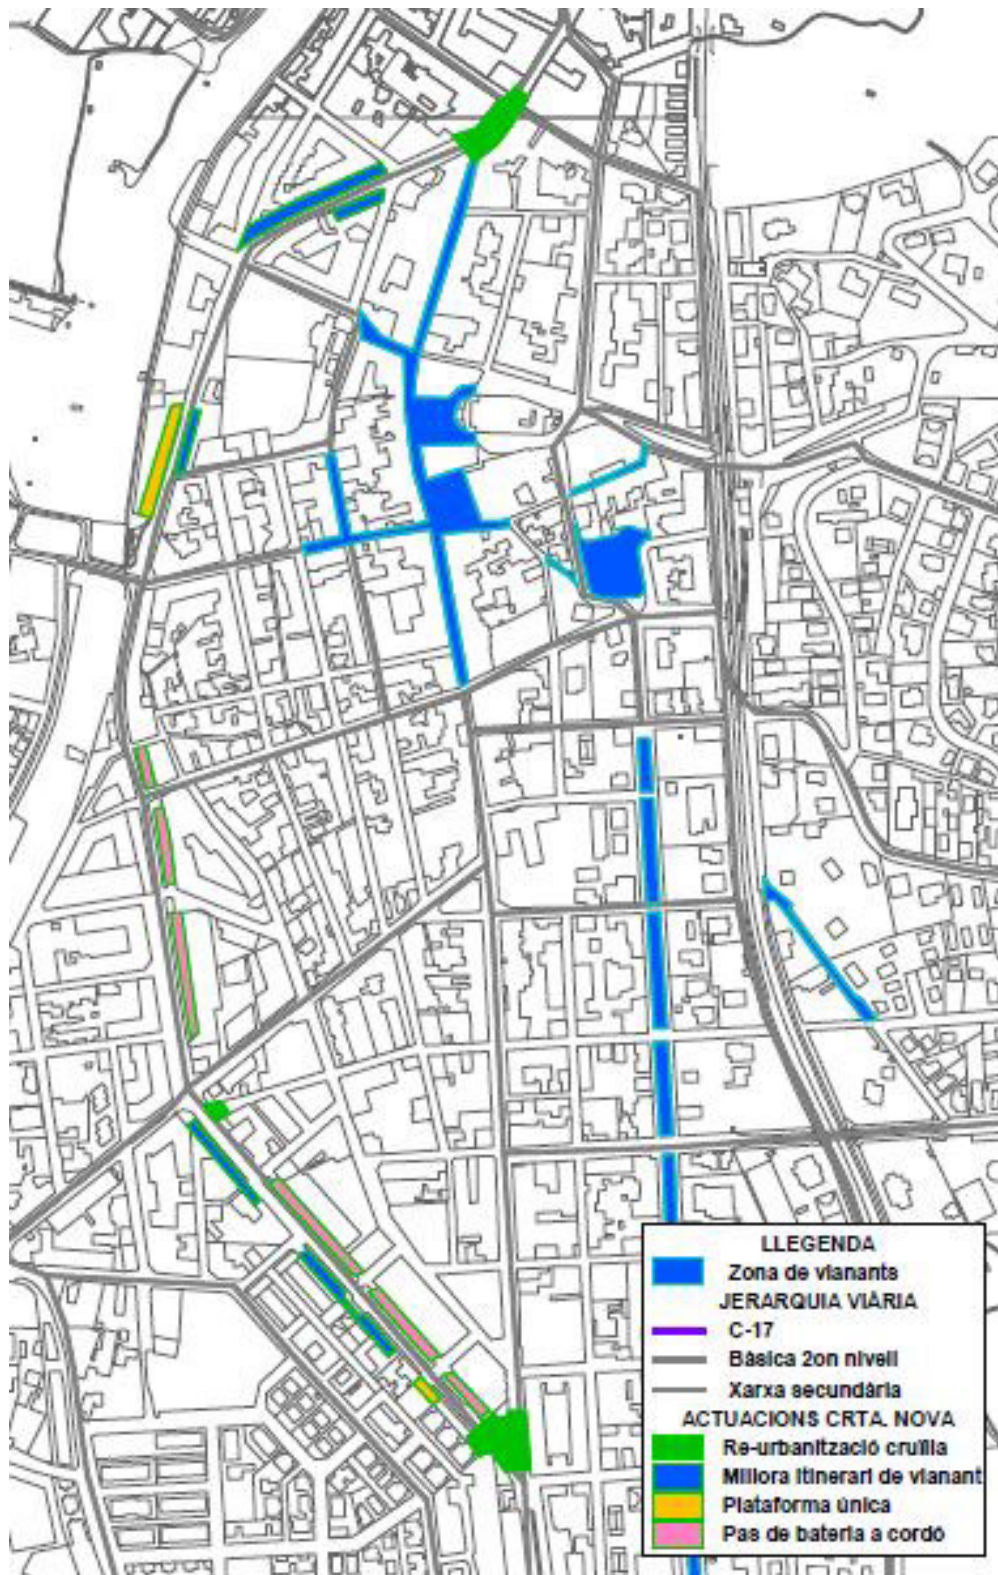 LLEGENDA
Zona de vianants
JERARQUIA VIÀRIA
C-17
Bàsica 2on nivell
Xarxa secundària
ACTUACIONS CRTA. NOVA
Re-urbanització cruïlla
Millora itinerari de vianant
Plataforma única
Pas de bateria a cordó